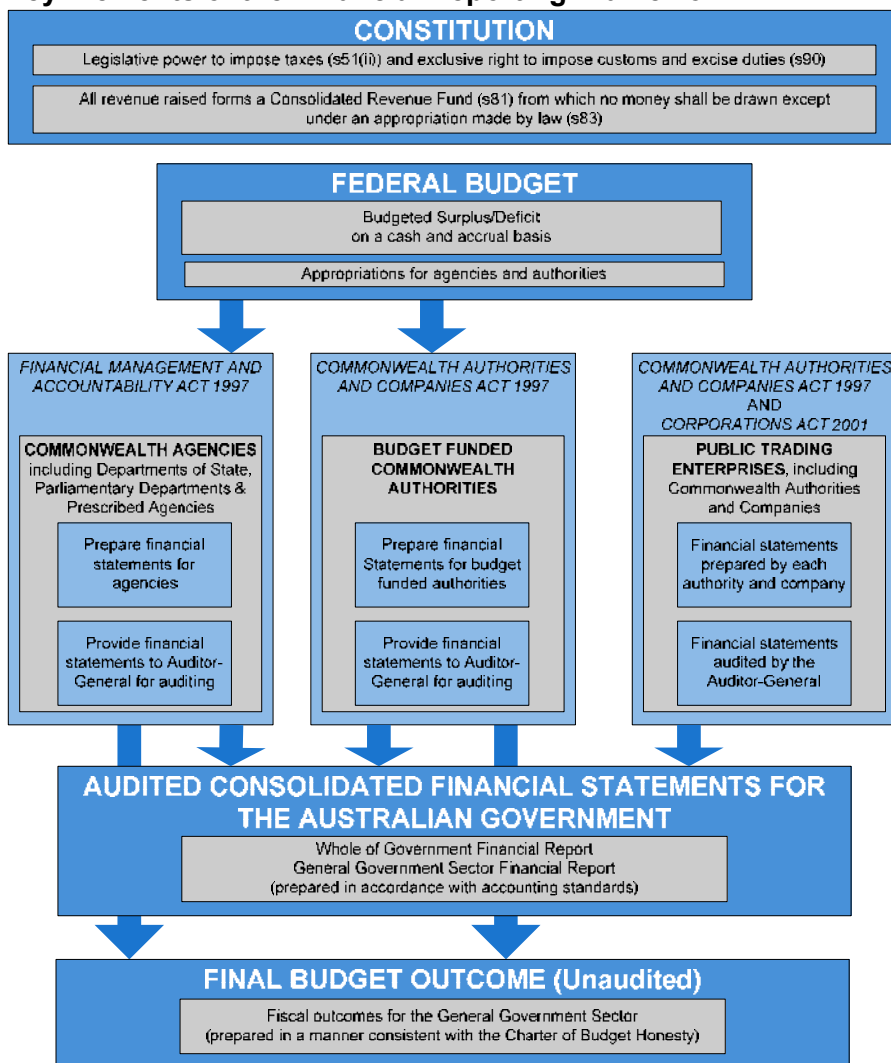 CONSTITUTION
Legislative power to impose taxes (s51(ii)) and exclusive right to impose customs and excise duties (s90)
All revenue raised forms a Consolidated Revenue Fund (s81) from which no money shall be drawn except
under an appropriation made by law (s83)
FEDERAL BUDGET
Budgeted Surplus/Deficit
on a cash and accrual basis
Appropriations for agencies and authorities
FINANCIAL MANAGEMENT AND
ACCOUNTABILITY ACT 1997
COMMONWEALTH AGENCIES
including Departments of State,
Parliamentary Departments &
Prescribed Agencies
Prepare financial
statements for
agencies
Provide financial
statements to Auditor-
General for auditing
COMMONWEALTH AUTHORITIES
AND COMPANIES ACT 1997
BUDGET FUNDED
COMMONWEALTH
AUTHORITIES
Prepare financial
Statements for budget
funded authorities
Provide financial
statements to Auditor-
General for auditing
COMMONWEALTH AUTHORITIES
AND COMPANIES ACT 1997
AND
CORPORATIONS ACT 2001
PUBLIC TRADING
ENTERPRISES, including
Commonwealth Authorities
and Companies
Financial statements
prepared by each
authority and company
Financial statements
audited by the
Auditor-General
AUDITED CONSOLIDATED FINANCIAL STATEMENTS FOR
THE AUSTRALIAN GOVERNMENT
Whole of Government Financial Report
General Government Sector Financial Report
(prepared in accordance with accounting standards)
FINAL BUDGET OUTCOME (Unaudited)
Fiscal outcomes for the General Government Sector
(prepared in a manner consistent with the Charter of Budget Honesty)